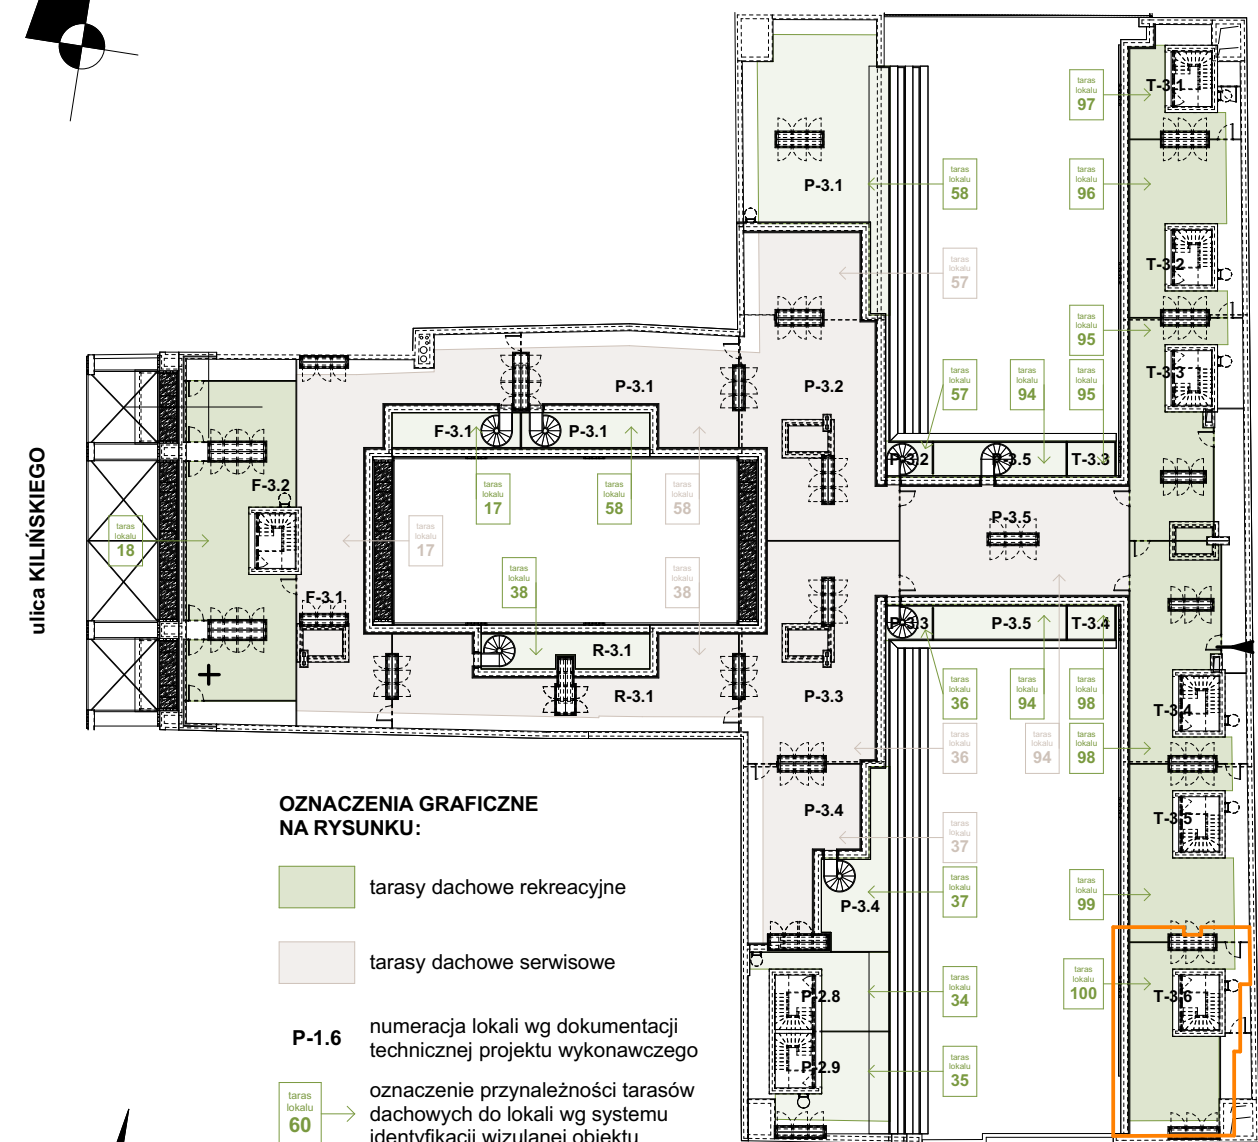 T-3.1
taras
lokalu
97
P-3.1
taras
lokalu
58
taras
lokalu
96
taras
lokalu
57
T-3.2
taras
lokalu
95
T-3.3
P-3.1
P-3.2
taras
lokalu
57
taras
lokalu
94
taras
lokalu
95
F-3.1
P-3.1
P-3.2
3.5
T-3.3
ulica KILIŃSKIEGO
F-3.2
taras
lokalu
18
taras
lokalu
17
taras
lokalu
58
taras
lokalu
58
P-3.5
taras
lokalu
17
taras
lokalu
38
taras
lokalu
38
F-3.1
P-3.3
P-3.5
T-3.4
R-3.1
R-3.1
P-3.3
taras
lokalu
36
taras
lokalu
94
taras
lokalu
98
T-3.4
taras
lokalu
36
taras
lokalu
94
taras
lokalu
98
OZNACZENIA GRAFICZNE
NA RYSUNKU:
P-3.4
T-3.5
taras
lokalu
37
tarasy dachowe rekreacyjne
P-3.4
taras
lokalu
37
taras
lokalu
99
tarasy dachowe serwisowe
P-2.8
taras
lokalu
34
taras
lokalu
100
T-3.6
P-1.6
numeracja lokali wg dokumentacji
technicznej projektu wykonawczego
P-2.9
taras
lokalu
35
taras
lokalu
60
oznaczenie przynależności tarasów
dachowych do lokali wg systemu
identyfikacji wizulanej obiektu